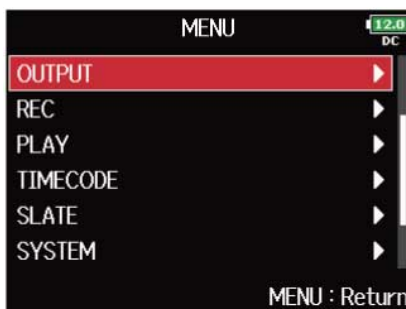 MENU
12.0
DC
OUTPUT
REC
PLAY
TIMECODE
SLATE
SYSTEM
MENU : Return